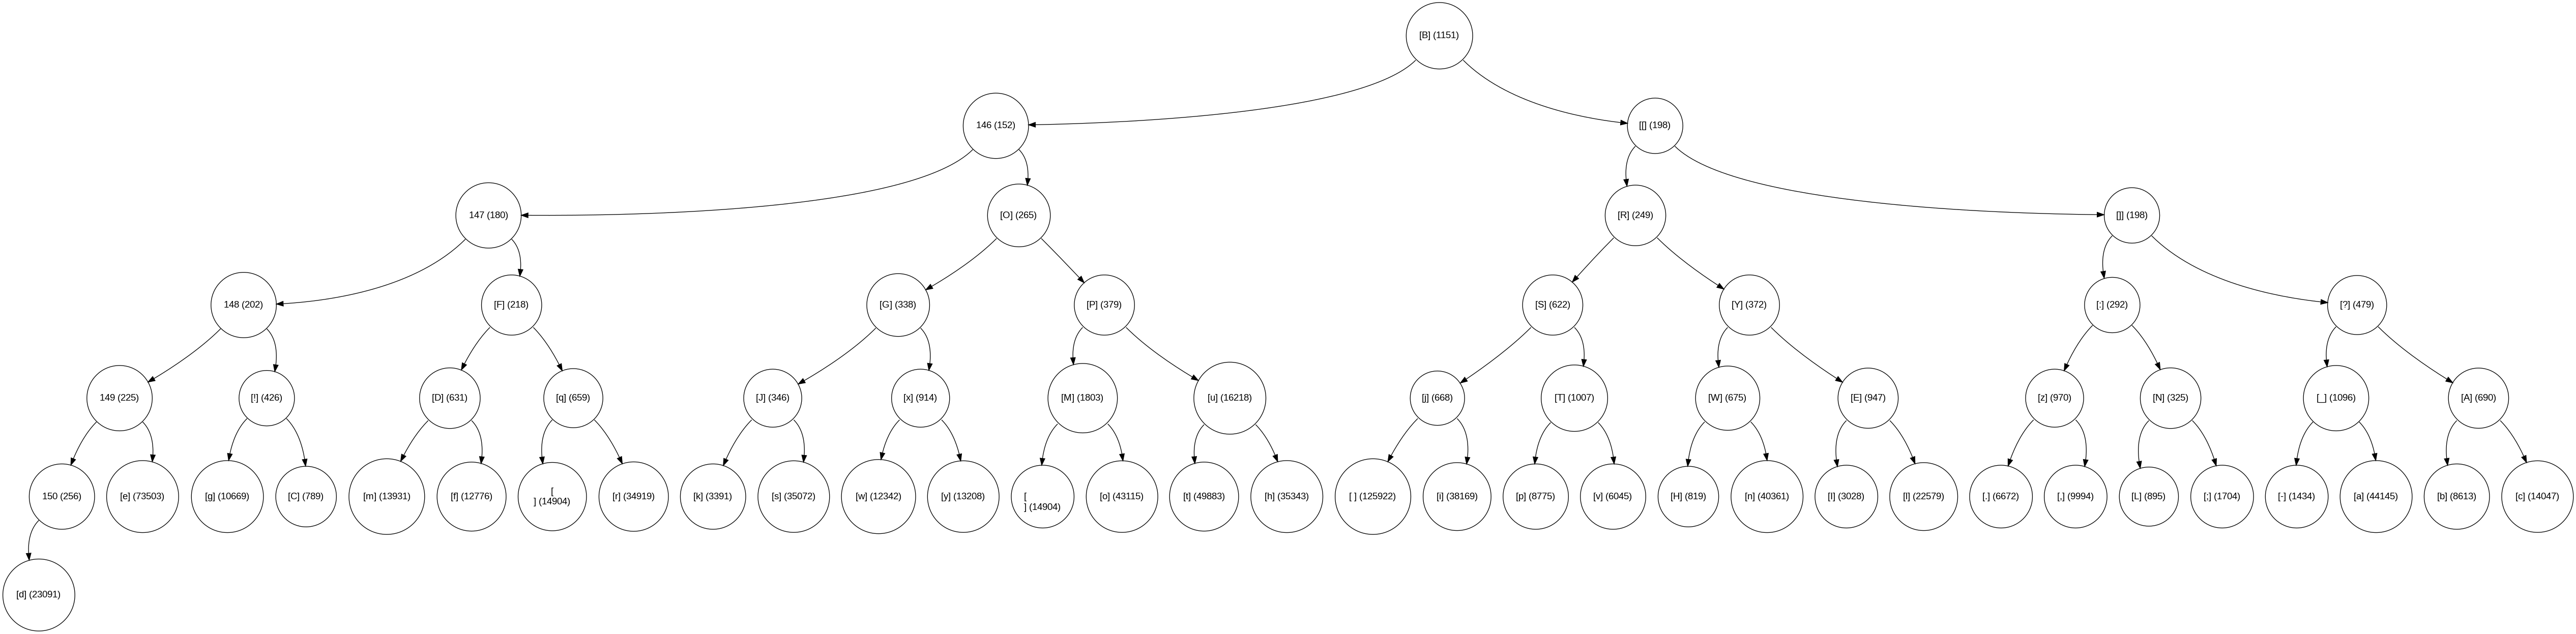 [B] (1151)
146 (152)
[[] (198)
147 (180)
[O] (265)
[R] (249)
[]] (198)
148 (202)
[F] (218)
[G] (338)
[P] (379)
[S] (622)
[Y] (372)
[:] (292)
[?] (479)
149 (225)
[!] (426)
[D] (631)
[q] (659)
[J] (346)
[x] (914)
[M] (1803)
[u] (16218)
[j] (668)
[T] (1007)
[W] (675)
[E] (947)
[z] (970)
[N] (325)
[_] (1096)
[A] (690)
150 (256)
[e] (73503)
[g] (10669)
[C] (789)
[m] (13931)
[f] (12776)
[
] (14904)
[r] (34919)
[k] (3391)
[s] (35072)
[w] (12342)
[y] (13208)
[
] (14904)
[o] (43115)
[t] (49883)
[h] (35343)
[ ] (125922)
[i] (38169)
[p] (8775)
[v] (6045)
[H] (819)
[n] (40361)
[I] (3028)
[l] (22579)
[.] (6672)
[,] (9994)
[L] (895)
[;] (1704)
[-] (1434)
[a] (44145)
[b] (8613)
[c] (14047)
[d] (23091)